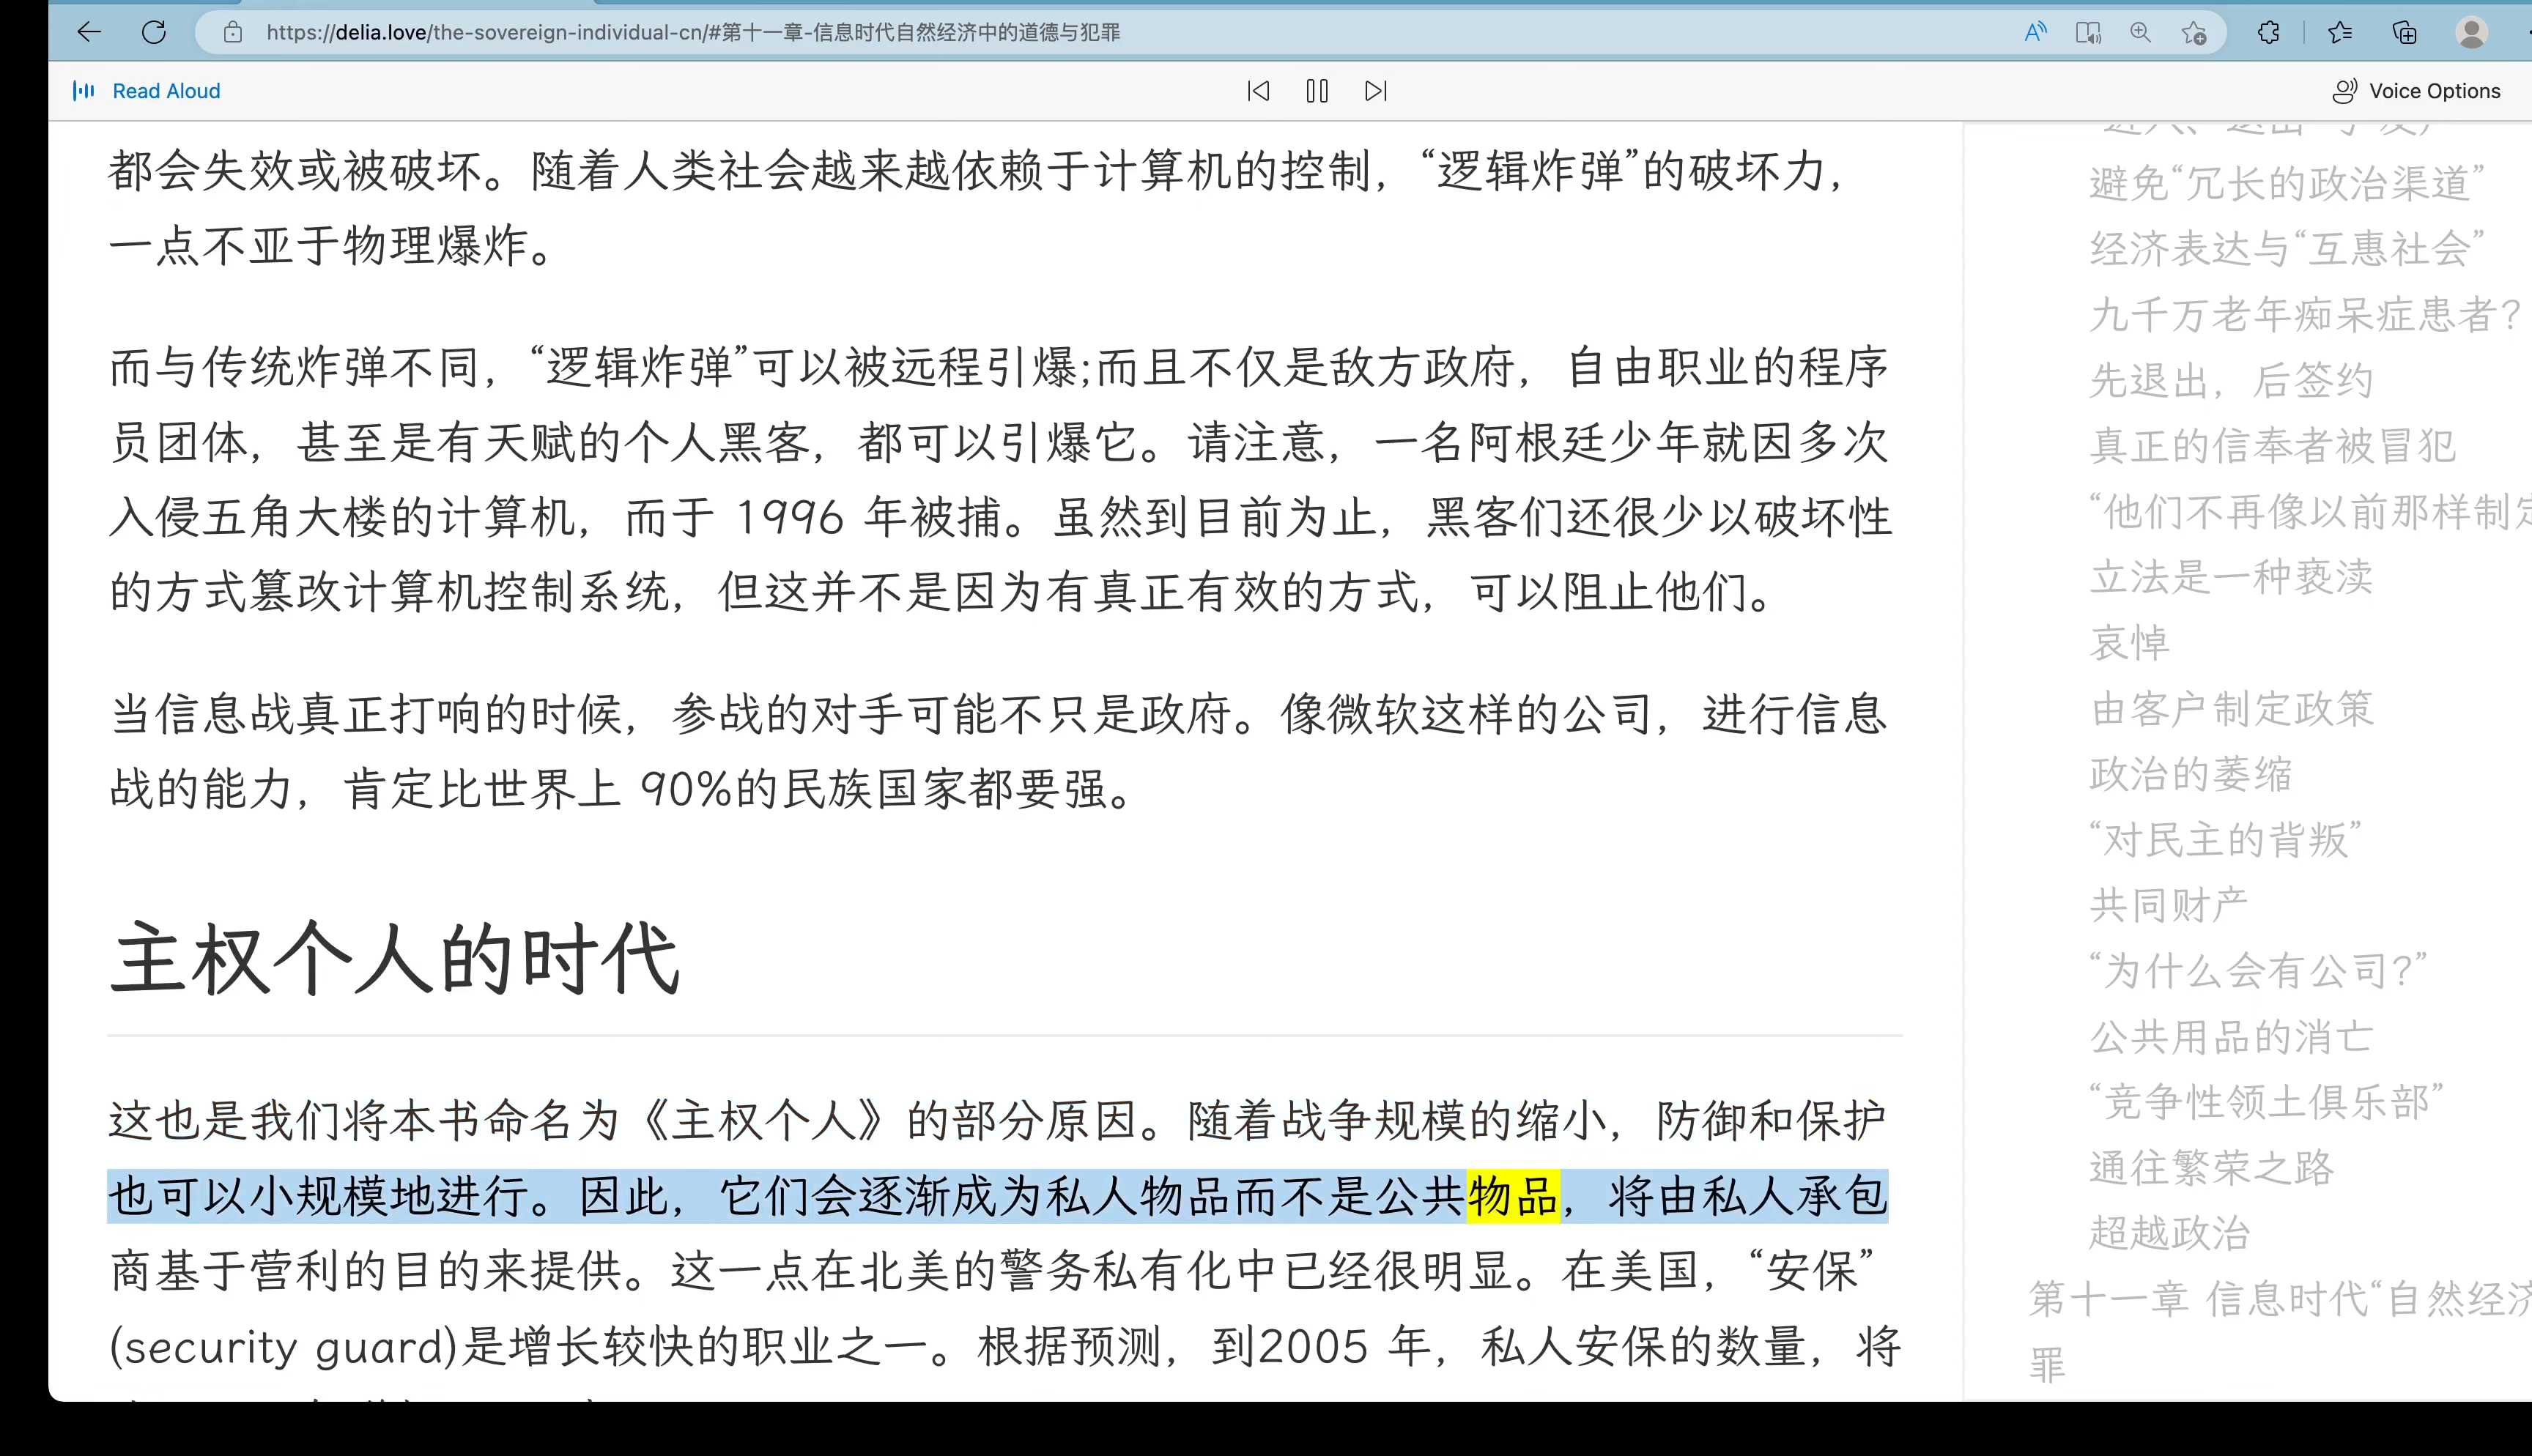 https://delia.love/the-sovereign-individual-cn/#第十一章-信息时代自然经济中的道德与犯罪
Read Aloud
Voice Options
都会失效或被破坏。随着人类社会越来越依赖于计算机的控制，“逻辑炸弹”的破坏力，
一点不亚于物理爆炸。
而与传统炸弹不同，“逻辑炸弹”可以被远程引爆;而且不仅是敌方政府，自由职业的程序
员团体，甚至是有天赋的个人黑客，都可以引爆它。请注意，一名阿根廷少年就因多次
入侵五角大楼的计算机，而于 1996 年被捕。虽然到目前为止，黑客们还很少以破坏性
的方式篡改计算机控制系统，但这并不是因为有真正有效的方式，可以阻止他们。
当信息战真正打响的时候，参战的对手可能不只是政府。像微软这样的公司，进行信息
战的能力，肯定比世界上 90%的民族国家都要强。
主权个人的时代
这也是我们将本书命名为《主权个人》的部分原因。随着战争规模的缩小，防御和保护
也可以小规模地进行。因此，它们会逐渐成为私人物品而不是公共物品，将由私人承包
商基于营利的目的来提供。这一点在北美的警务私有化中已经很明显。在美国，“安保”
(security guard)是增长较快的职业之一。根据预测，到2005 年，私人安保的数量，将
避免“冗长的政治渠道”
经济表达与“互惠社会”
九千万老年痴呆症患者?
先退出，后签约
真正的信奉者被冒犯
“他们不再像以前那样制定
立法是一种亵渎
哀悼
由客户制定政策
政治的萎缩
“对民主的背叛”
共同财产
“为什么会有公司?”
公共用品的消亡
“竞争性领土俱乐部”
通往繁荣之路
超越政治
第十一章 信息时代“自然经济
罪